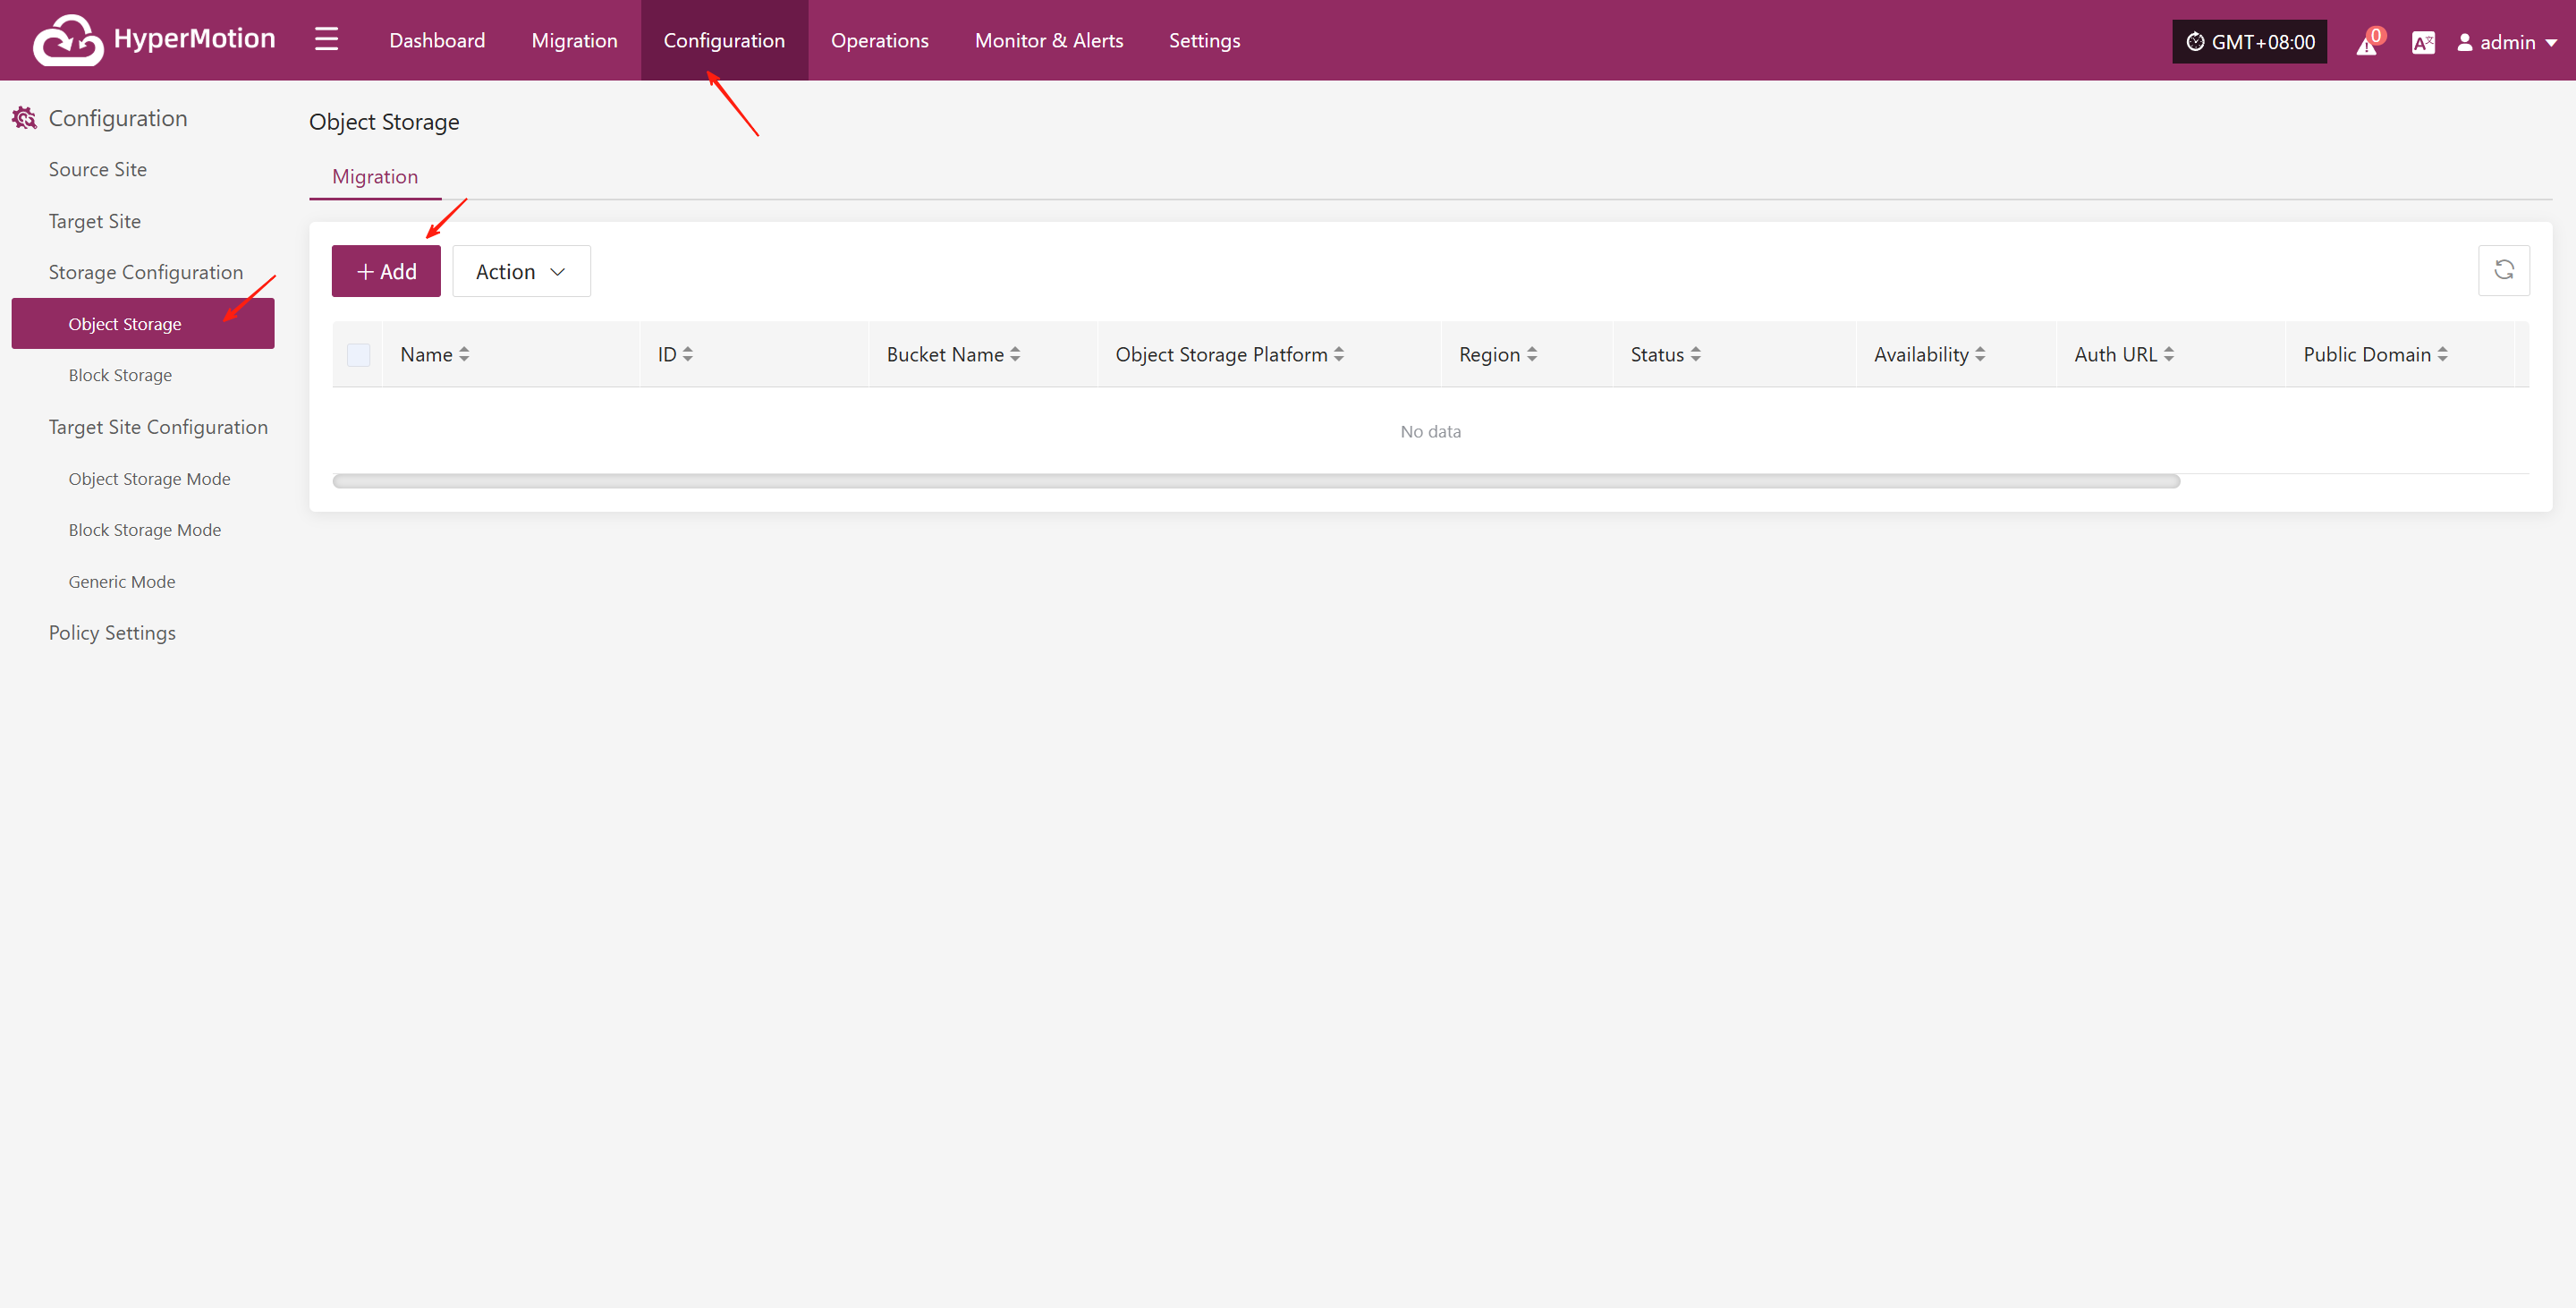 HyperMotion
Dashboard Migration Configuration Operations Monitor & Alerts Settings
GMT+08:00
0
admin
Configuration
Source Site
Target Site
Storage Configuration
Object Storage
Block Storage
Target Site Configuration
Object Storage Mode
Block Storage Mode
Generic Mode
Policy Settings
Object Storage
Migration
+ Add
Action
Name ID Bucket Name Object Storage Platform Region Status Availability Auth URL Public Domain
No data